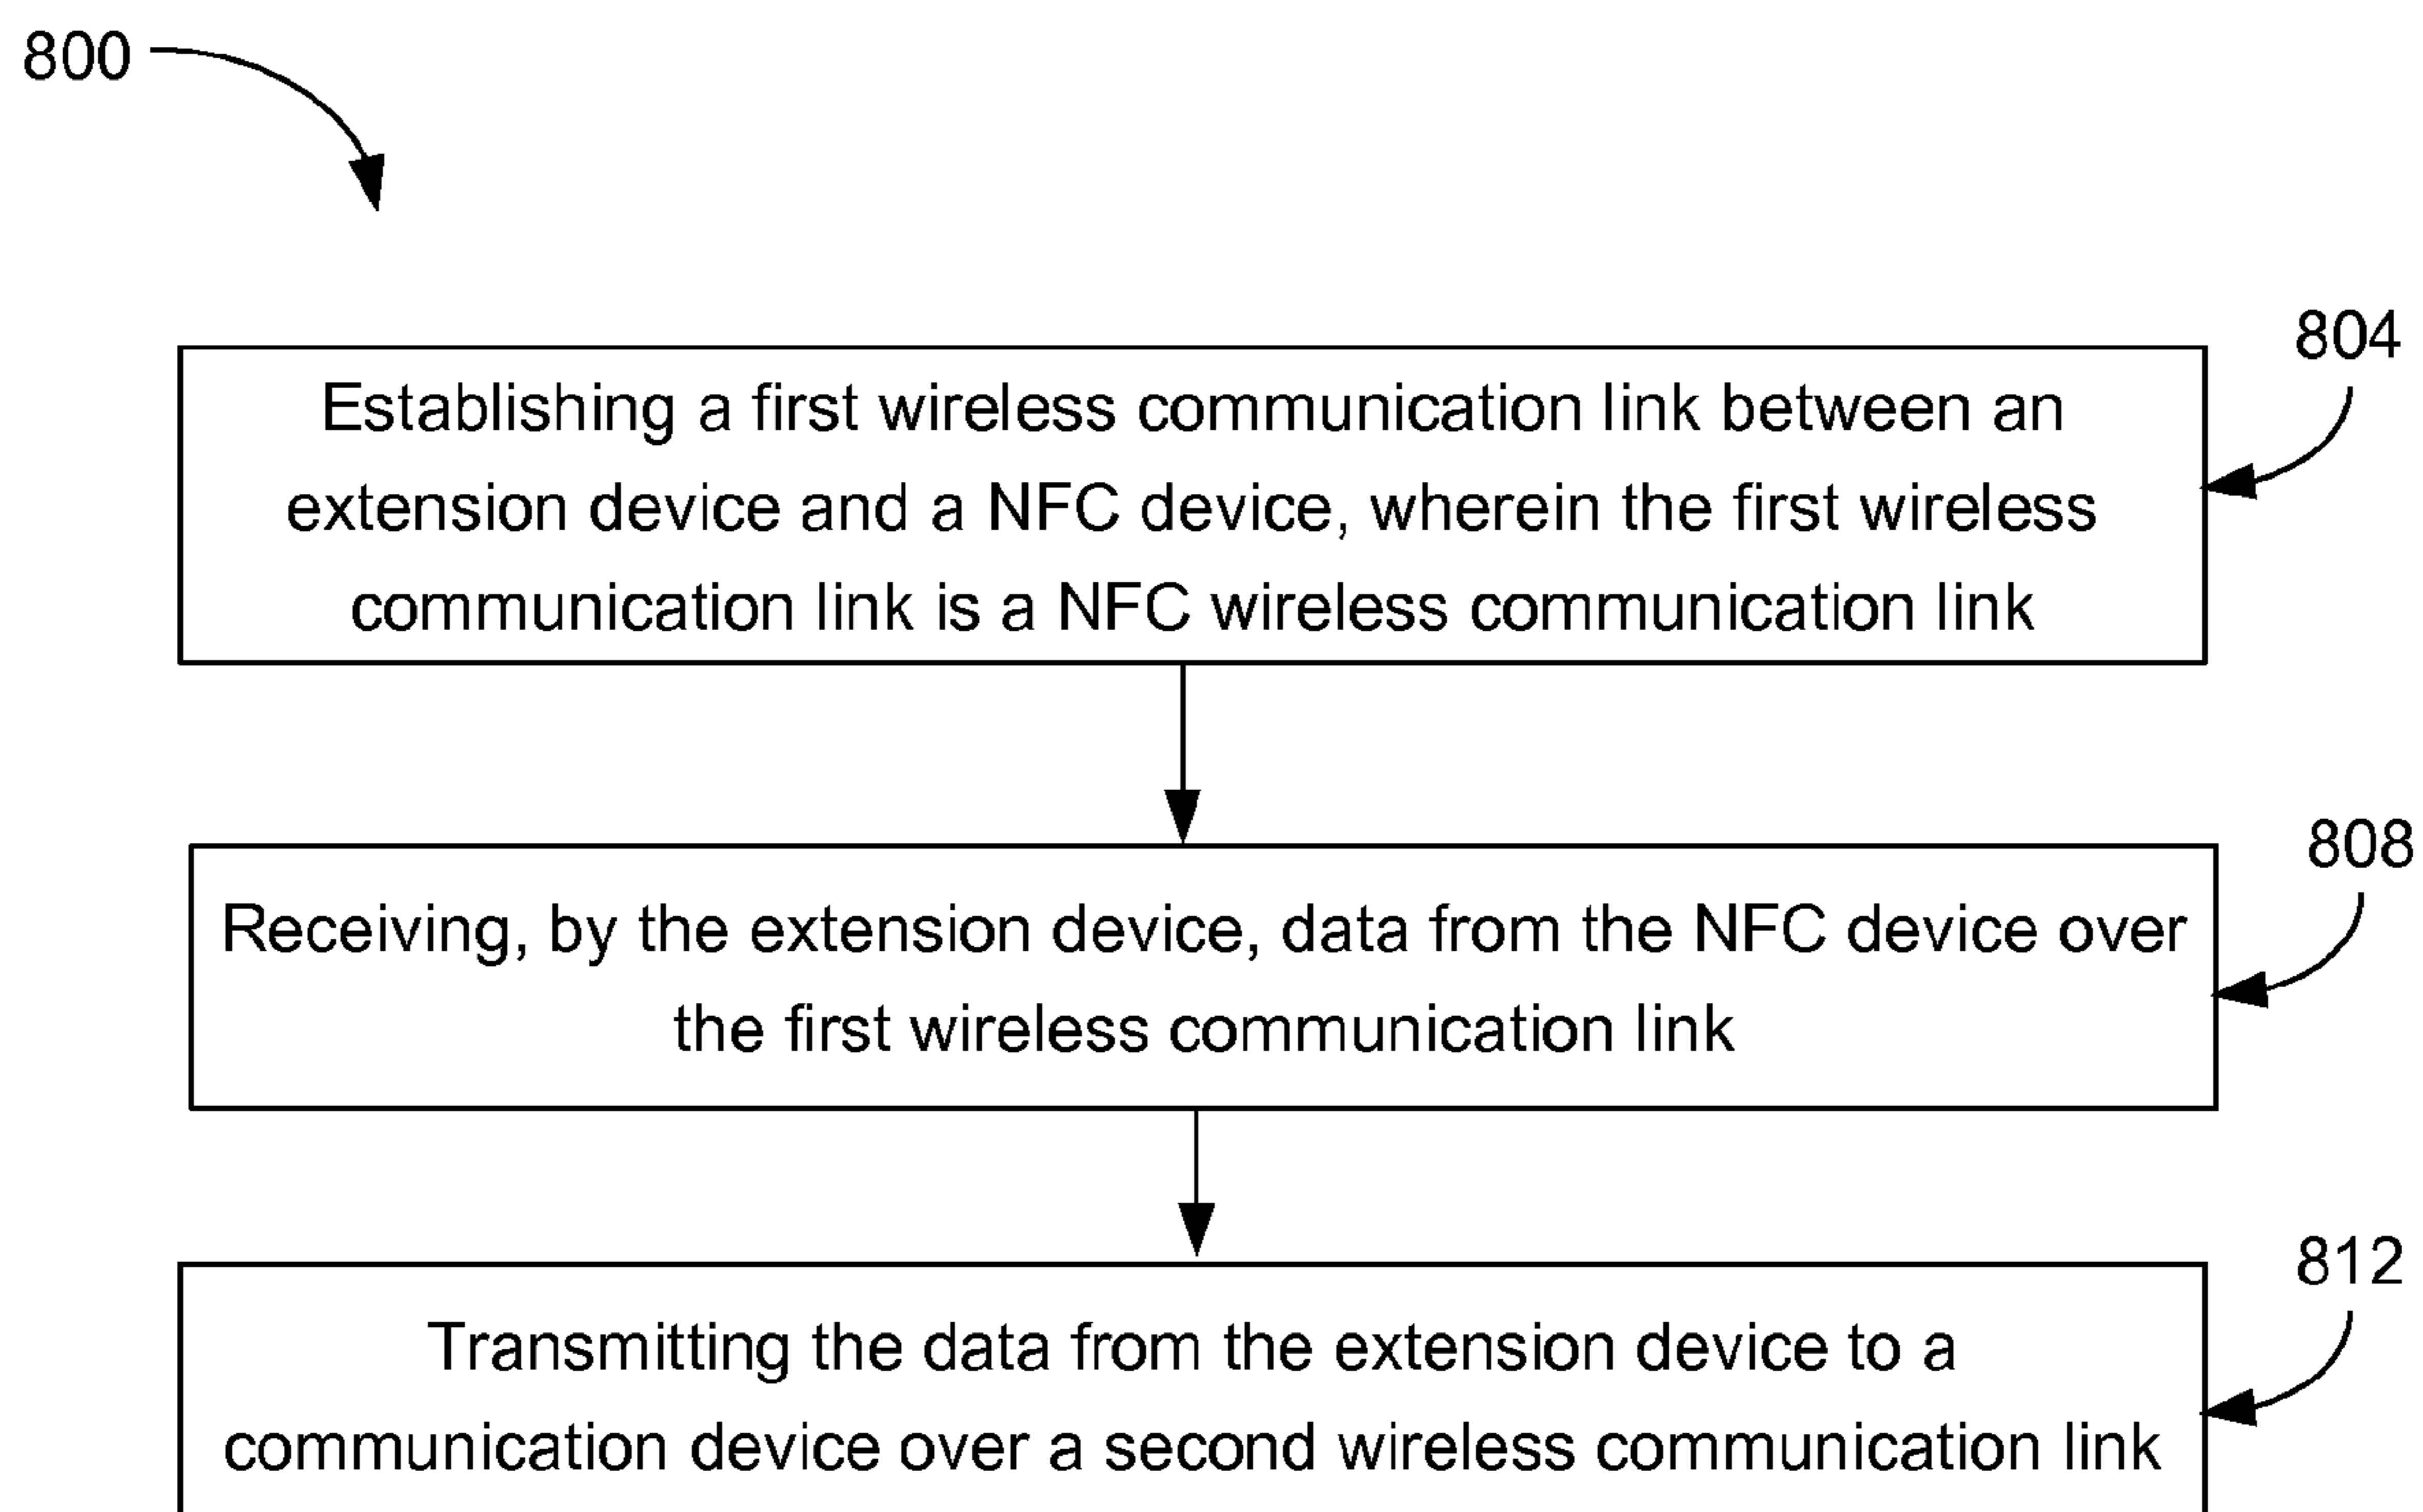 800
804
Establishing a first wireless communication link between an
extension device and a NFC device, wherein the first wireless
communication link is a NFC wireless communication link
808
Receiving, by the extension device, data from the NFC device over
the first wireless communication link
812
Transmitting the data from the extension device to a
communication device over a second wireless communication link